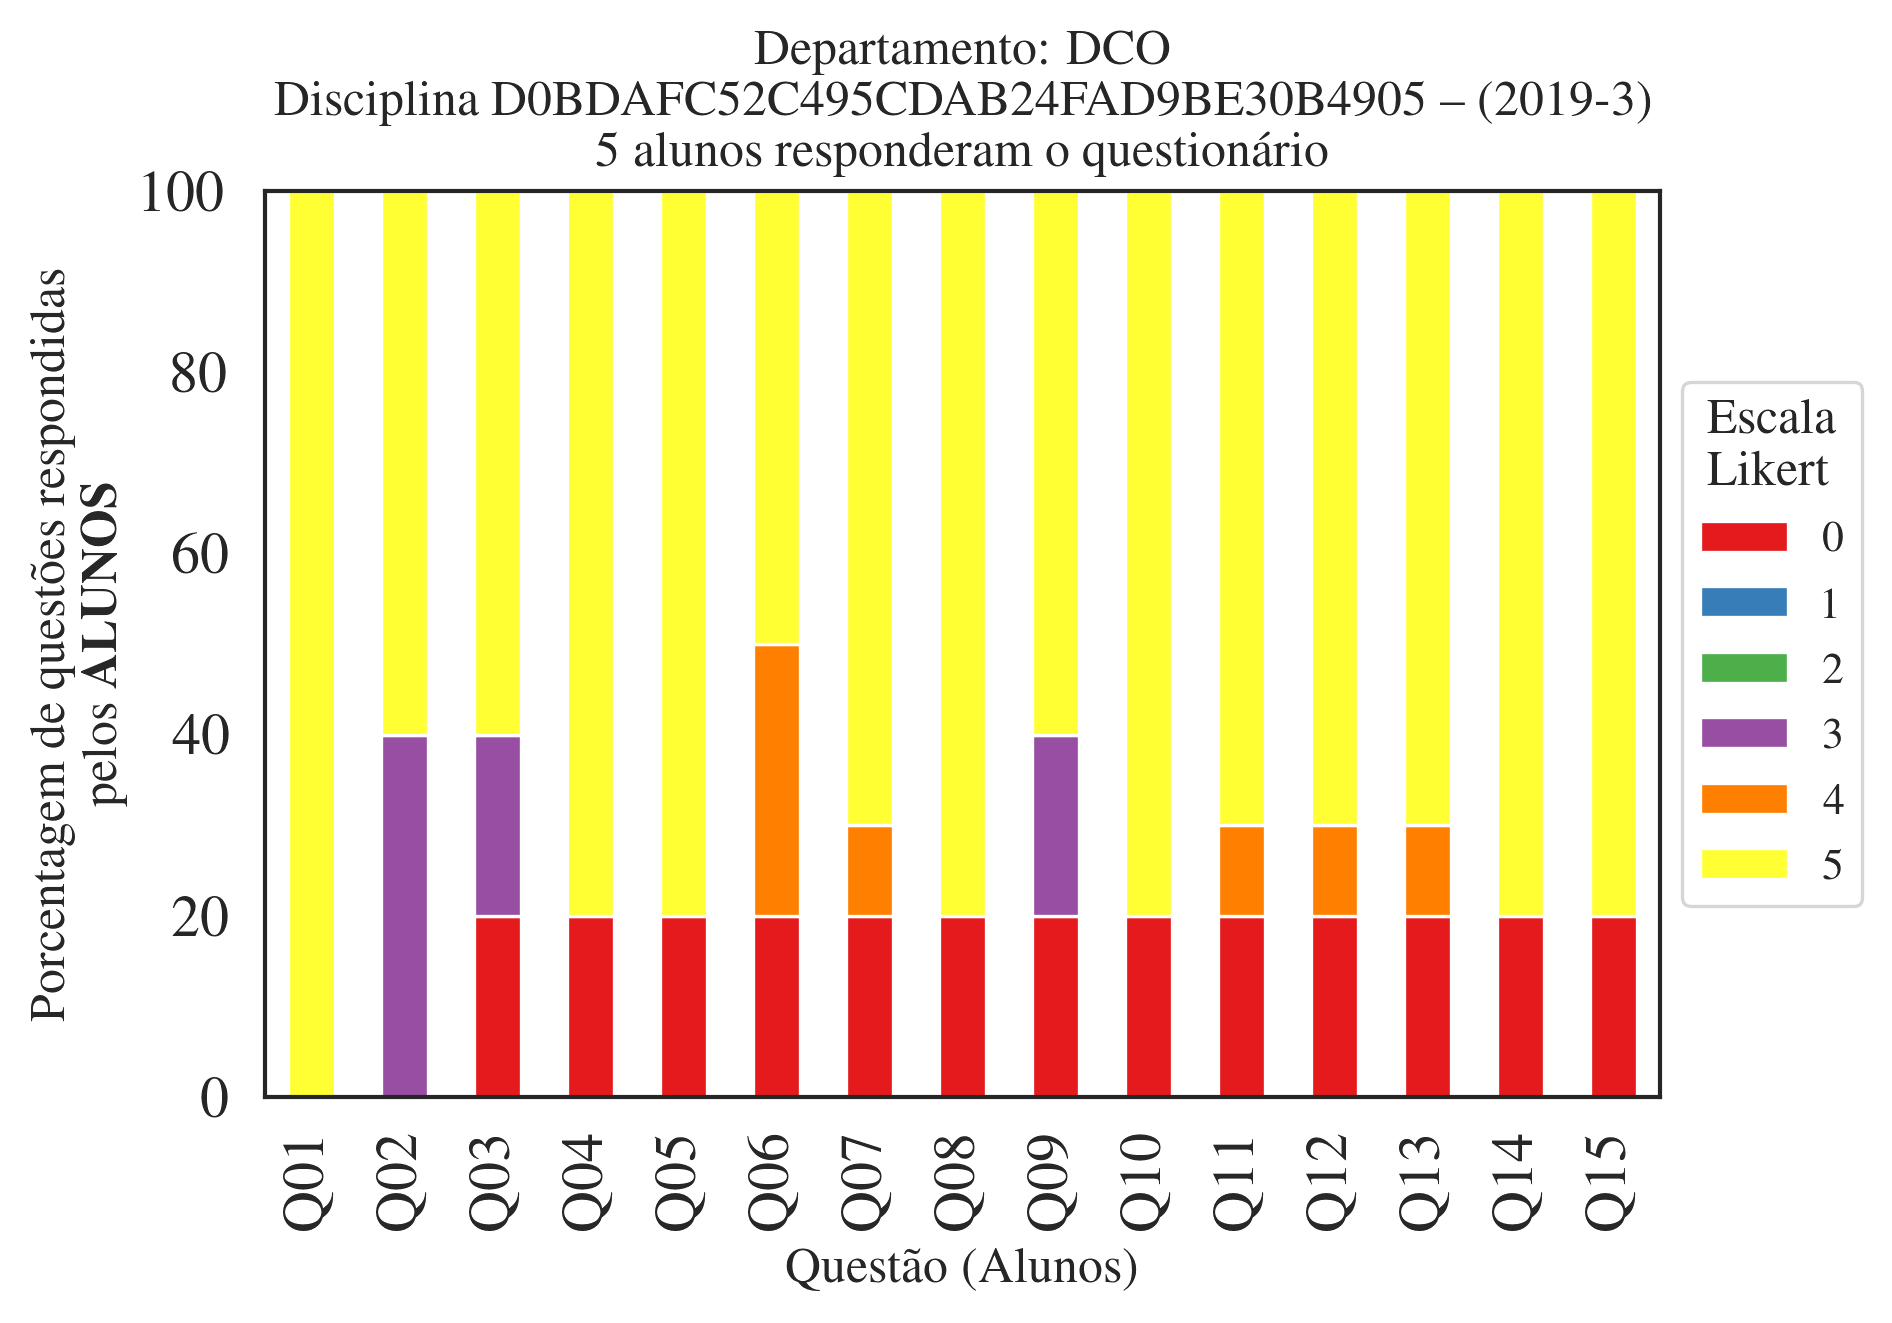 Departamento: DCO
Disciplina D0BDAFC52C495CDAB24FAD9BE30B4905 – (2019-3)
5 alunos responderam o questionário
Porcentagem de questões respondidas
pelos ALUNOS
100
80
60
40
20
0
Q01
Q02
Q03
Q04
Q05
Q06
Q07
Q08
Q09
Q10
Q11
Q12
Q13
Q14
Q15
Questão (Alunos)
Escala
Likert
0
1
2
3
4
5